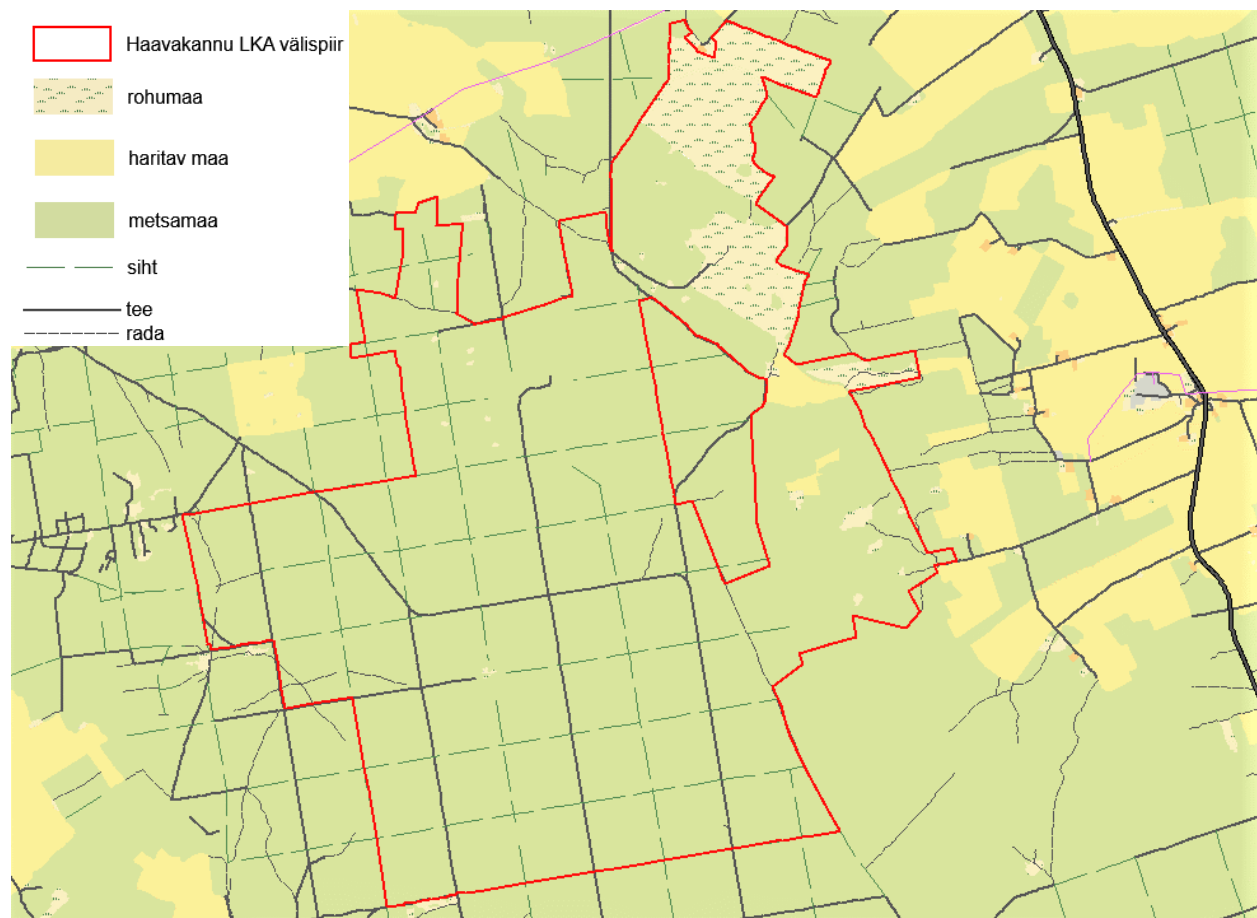 Haavakannu LKA välispiir
rohumaa
haritav maa
metsamaa
siht
tee
rada